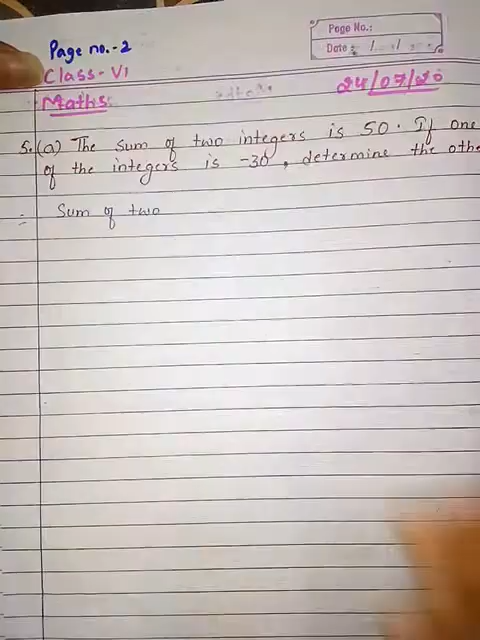 Page No.:
Date: / /
Page no.-2
Class-VI
Maths:
24/07/20
5.(a) The sum of two integers is 50. If one
of the integers is -30, determine the othe
= Sum of two